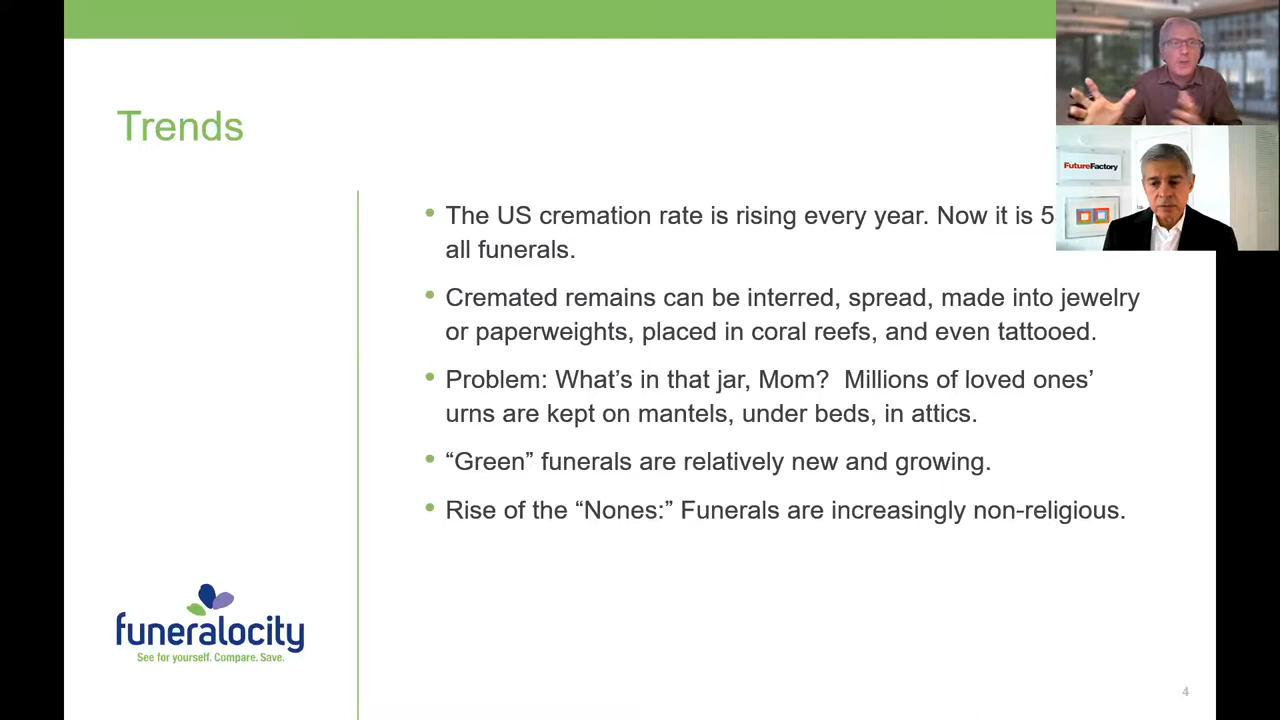 Trends
FutureFactory
The US cremation rate is rising every year. Now it is 5
all funerals.
Cremated remains can be interred, spread, made into jewelry
or paperweights, placed in coral reefs, and even tattooed.
Problem: What's in that jar, Mom?  Millions of loved ones'
urns are kept on mantels, under beds, in attics.
“Green” funerals are relatively new and growing.
Rise of the “Nones:” Funerals are increasingly non-religious.
funeralocity
See for yourself. Compare. Save.
4